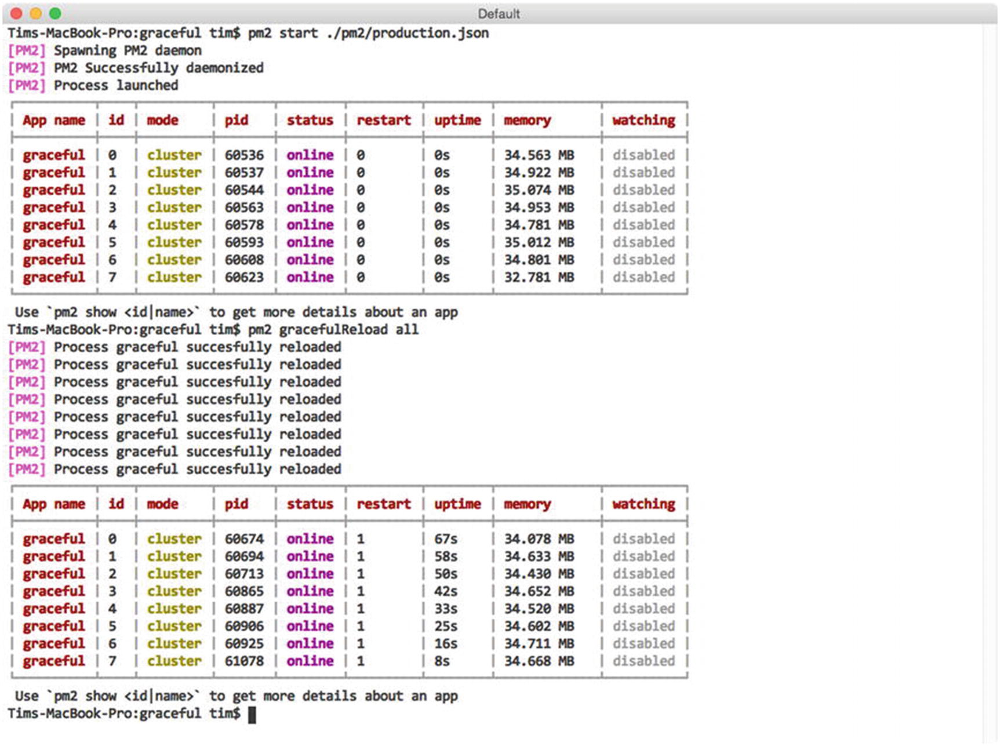 Default
Tims-MacBook-Pro:graceful tim$ pm2 start ./pm2/production.json
[PM2] Spawning PM2 daemon
[PM2] PM2 Successfully daemonized
[PM2] Process launched
App name | id | mode | pid | status | restart | uptime | memory | watching
graceful | 0 | cluster | 60536 | online | 0 | 0s | 34.563 MB | disabled
graceful | 1 | cluster | 60537 | online | 0 | 0s | 34.922 MB | disabled
graceful | 2 | cluster | 60544 | online | 0 | 0s | 35.074 MB | disabled
graceful | 3 | cluster | 60563 | online | 0 | 0s | 34.953 MB | disabled
graceful | 4 | cluster | 60578 | online | 0 | 0s | 34.781 MB | disabled
graceful | 5 | cluster | 60593 | online | 0 | 0s | 35.012 MB | disabled
graceful | 6 | cluster | 60608 | online | 0 | 0s | 34.801 MB | disabled
graceful | 7 | cluster | 60623 | online | 0 | 0s | 32.781 MB | disabled
Use `pm2 show <id|name>` to get more details about an app
Tims-MacBook-Pro:graceful tim$ pm2 gracefulReload all
[PM2] Process graceful succesfully reloaded
[PM2] Process graceful succesfully reloaded
[PM2] Process graceful succesfully reloaded
[PM2] Process graceful succesfully reloaded
[PM2] Process graceful succesfully reloaded
[PM2] Process graceful succesfully reloaded
[PM2] Process graceful succesfully reloaded
[PM2] Process graceful succesfully reloaded
App name | id | mode | pid | status | restart | uptime | memory | watching
graceful | 0 | cluster | 60674 | online | 1 | 67s | 34.078 MB | disabled
graceful | 1 | cluster | 60694 | online | 1 | 58s | 34.633 MB | disabled
graceful | 2 | cluster | 60713 | online | 1 | 50s | 34.430 MB | disabled
graceful | 3 | cluster | 60865 | online | 1 | 42s | 34.652 MB | disabled
graceful | 4 | cluster | 60887 | online | 1 | 33s | 34.520 MB | disabled
graceful | 5 | cluster | 60906 | online | 1 | 25s | 34.602 MB | disabled
graceful | 6 | cluster | 60925 | online | 1 | 16s | 34.711 MB | disabled
graceful | 7 | cluster | 61078 | online | 1 | 8s | 34.668 MB | disabled
Use `pm2 show <id|name>` to get more details about an app
Tims-MacBook-Pro:graceful tim$